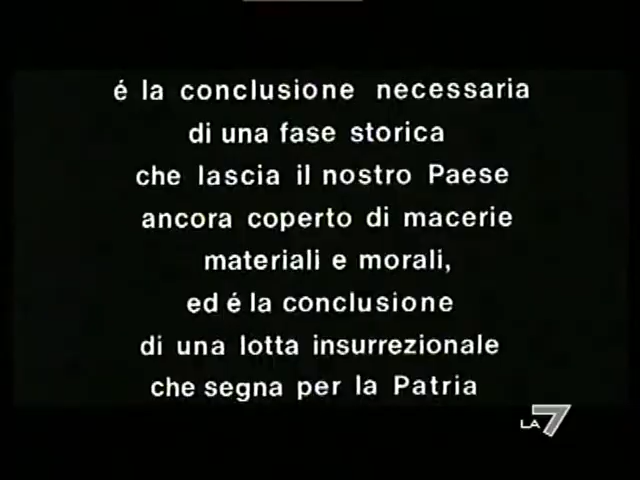 é la conclusione necessaria
di una fase storica
che lascia il nostro Paese
ancora coperto di macerie
materiali e morali,
ed é la conclusione
di una lotta insurrezionale
che segna per la Patria
LA7